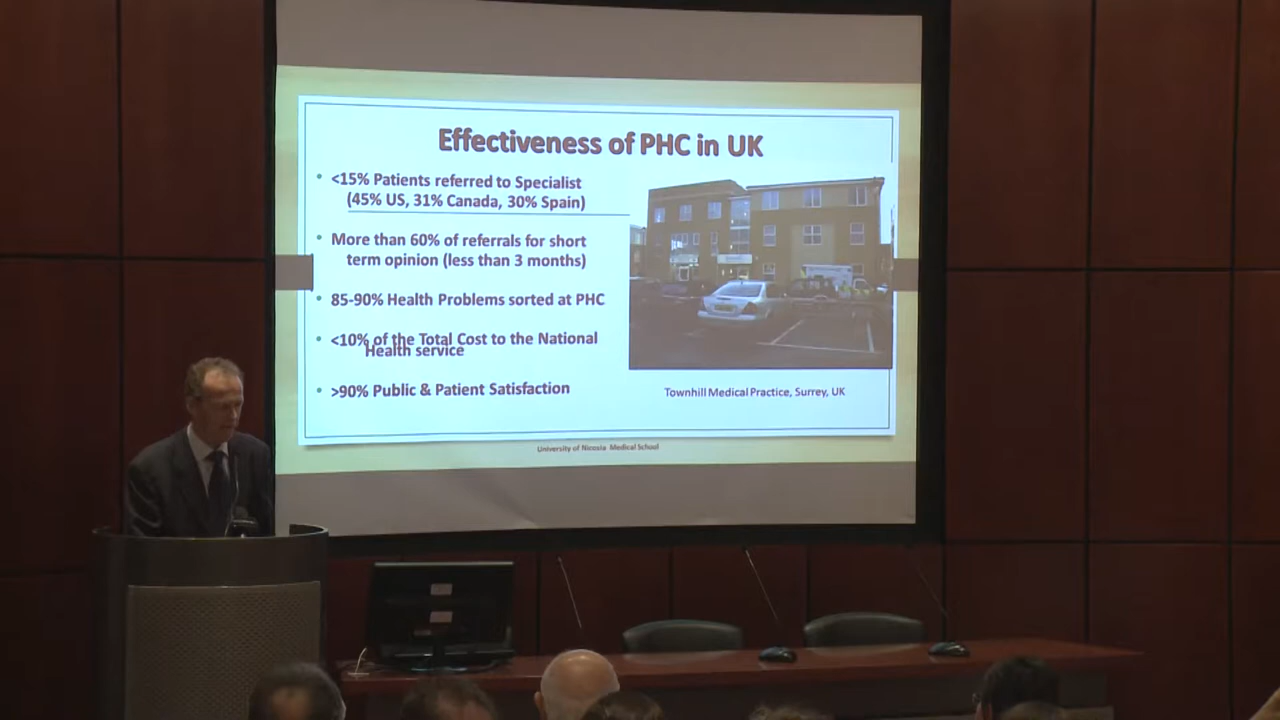 Effectiveness of PHC in UK
• <15% Patients referred to Specialist
(45% US, 31% Canada, 30% Spain)
• More than 60% of referrals for short
term opinion (less than 3 months)
• 85-90% Health Problems sorted at PHC
• <10% of the Total Cost to the National
Health service
• >90% Public & Patient Satisfaction
Townhill Medical Practice, Surrey, UK
University of Nicosia Medical School